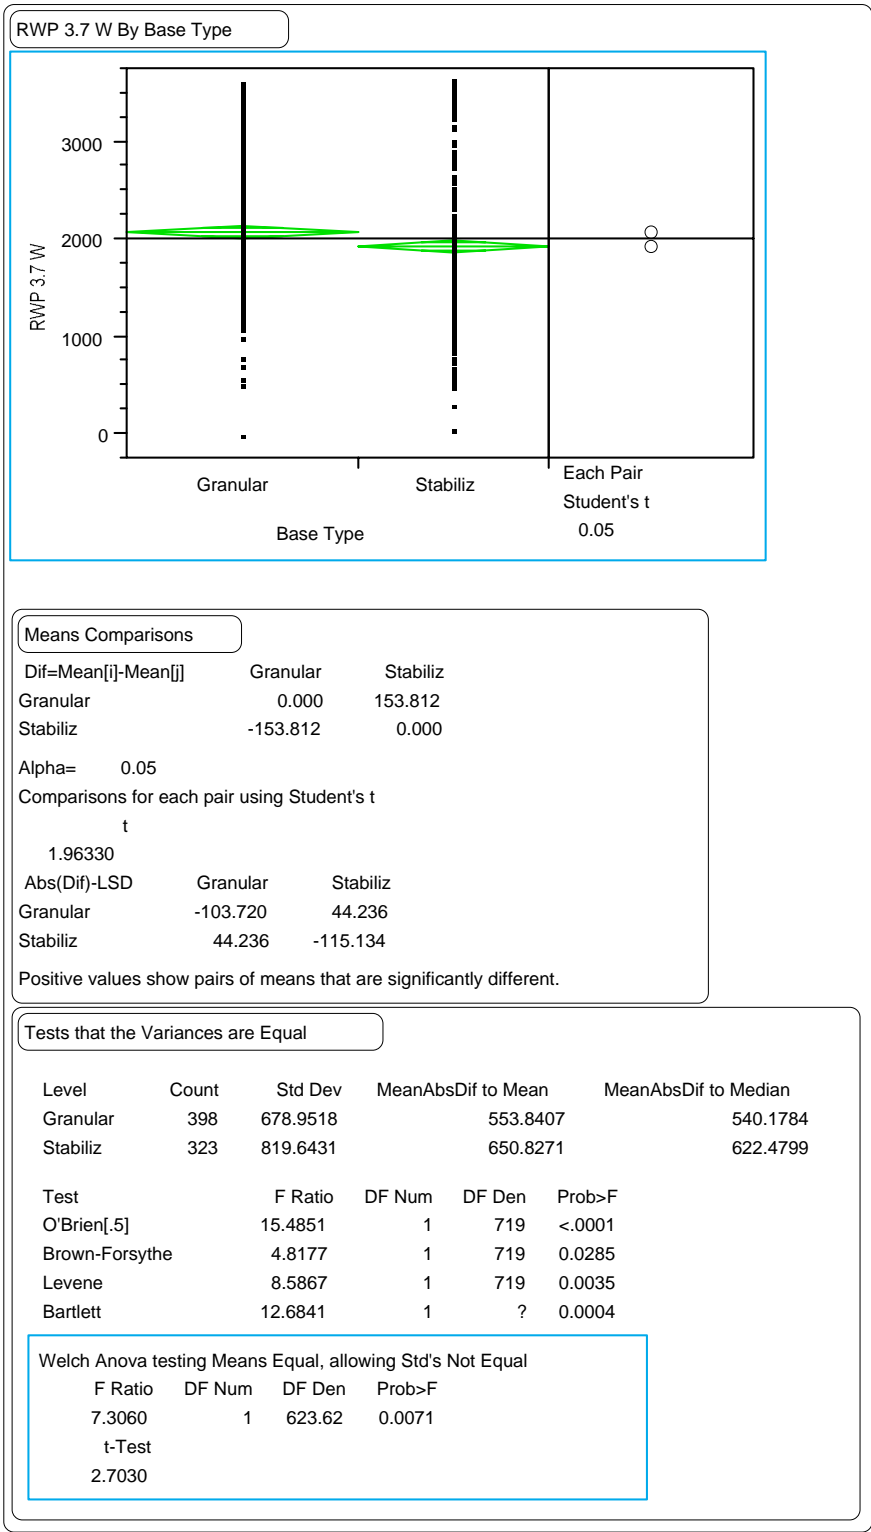 RWP 3.7 W By Base Type
3000
2000
1000
0
RWP 3.7 W
Granular Stabiliz
Base Type
Each Pair
Student's t
0.05
Means Comparisons
Dif=Mean[i]-Mean[j] Granular Stabiliz
Granular 0.000 153.812
Stabiliz -153.812 0.000
Alpha= 0.05
Comparisons for each pair using Student's t
t
1.96330
Abs(Dif)-LSD Granular Stabiliz
Granular -103.720 44.236
Stabiliz 44.236 -115.134
Positive values show pairs of means that are significantly different.
Tests that the Variances are Equal
Level Count Std Dev MeanAbsDif to Mean MeanAbsDif to Median
Granular 398 678.9518 553.8407 540.1784
Stabiliz 323 819.6431 650.8271 622.4799
Test F Ratio DF Num DF Den Prob>F
O'Brien[.5] 15.4851 1 719 <.0001
Brown-Forsythe 4.8177 1 719 0.0285
Levene 8.5867 1 719 0.0035
Bartlett 12.6841 1 ? 0.0004
Welch Anova testing Means Equal, allowing Std's Not Equal
F Ratio DF Num DF Den Prob>F
7.3060 1 623.62 0.0071
t-Test
2.7030